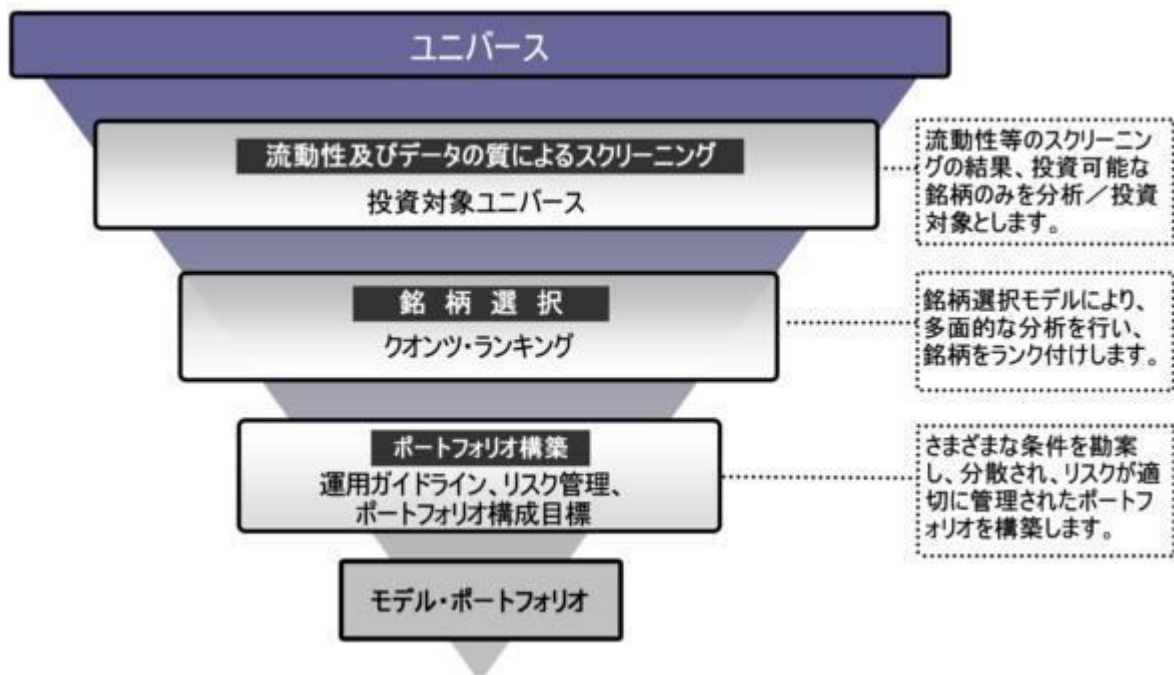 ユニバース
流動性及びデータの質によるスクリーニング
投資対象ユニバース
流動性等のスクリーニン
グの結果、投資可能な
銘柄のみを分析／投資
対象とします。
銘柄選択
クオンツ・ランキング
銘柄選択モデルにより、
多面的な分析を行い、
銘柄をランク付けします。
ポートフォリオ構築
運用ガイドライン、リスク管理、
ポートフォリオ構成目標
さまざまな条件を勘案
し、分散され、リスクが適
切に管理されたポートフ
ォリオを構築します。
モデル・ポートフォリオ